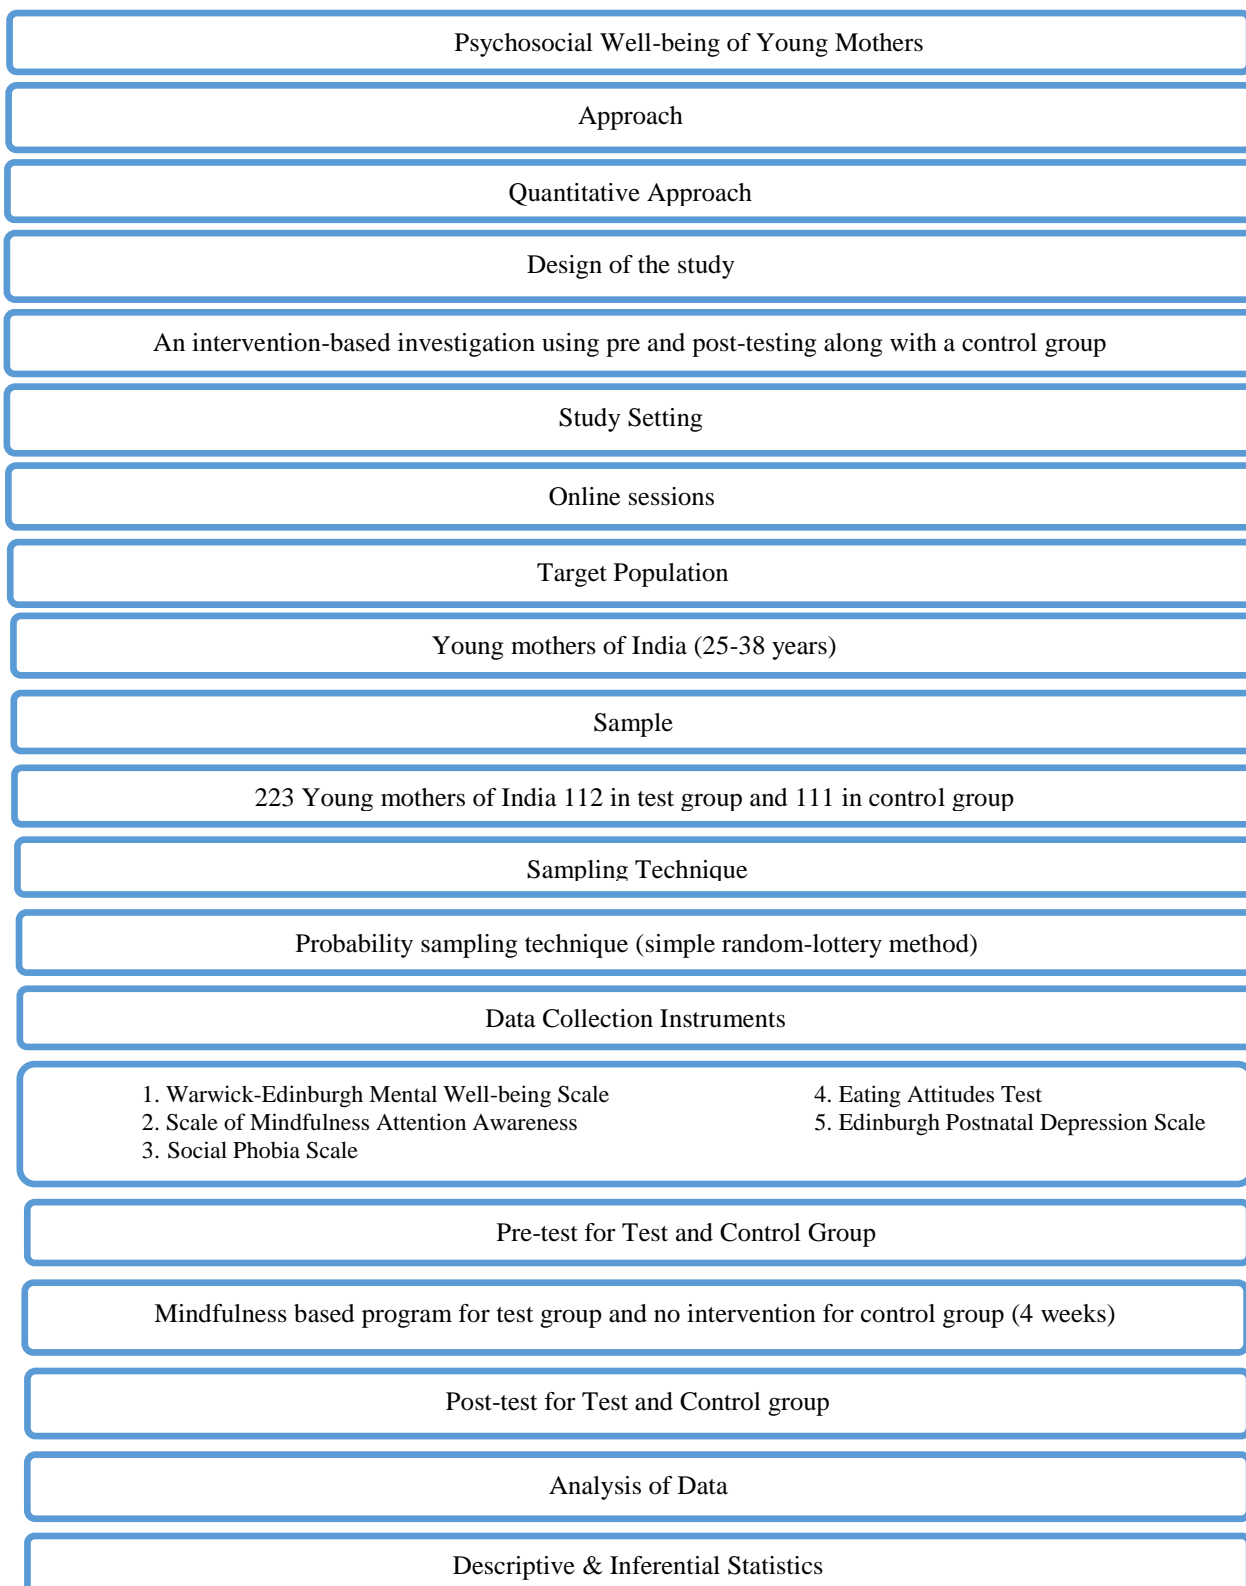 Psychosocial Well-being of Young Mothers
Approach
Quantitative Approach
Design of the study
An intervention-based investigation using pre and post-testing along with a control group
Study Setting
Online sessions
Target Population
Young mothers of India (25-38 years)
Sample
223 Young mothers of India 112 in test group and 111 in control group
Sampling Technique
Probability sampling technique (simple random-lottery method)
Data Collection Instruments
1. Warwick-Edinburgh Mental Well-being Scale
2. Scale of Mindfulness Attention Awareness
3. Social Phobia Scale
4. Eating Attitudes Test
5. Edinburgh Postnatal Depression Scale
Pre-test for Test and Control Group
Mindfulness based program for test group and no intervention for control group (4 weeks)
Post-test for Test and Control group
Analysis of Data
Descriptive & Inferential Statistics